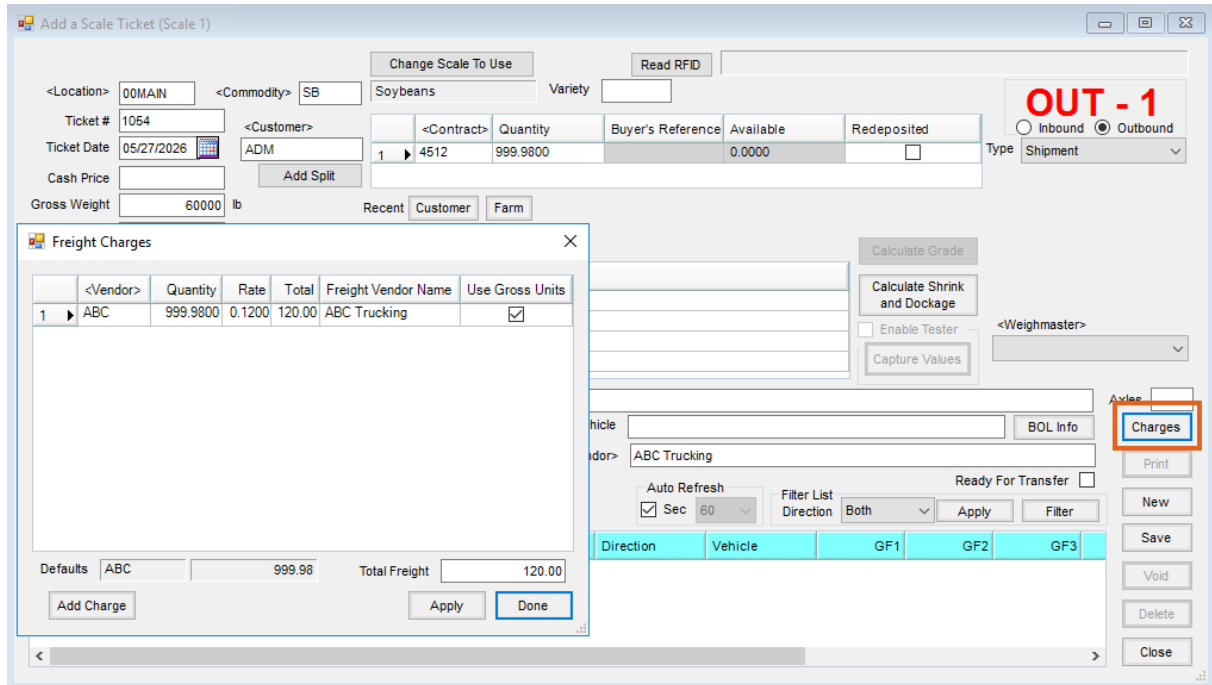 Add a Scale Ticket (Scale 1)
Change Scale To Use Read RFID
<Location> 00MAIN <Commodity> SB Soybeans Variety
OUT - 1
Ticket # 1054 <Customer> <Contract> Quantity Buyer's Reference Available Redeposited Inbound Outbound
Ticket Date 05/27/2026 ADM 1 4512 999.9800 0.0000 Type Shipment
Cash Price Add Split
Gross Weight 60000 lb Recent Customer Farm
Freight Charges
Calculate Grade
<Vendor> Quantity Rate Total Freight Vendor Name Use Gross Units
1 ABC 999.9800 0.1200 120.00 ABC Trucking
Calculate Shrink
and Dockage
Enable Tester <Weighmaster>
Capture Values
Axles
hicle BOL Info Charges
dor> ABC Trucking
Print
Ready For Transfer
Auto Refresh Filter List
Sec 60 Direction Both Apply Filter New
Direction Vehicle GF1 GF2 GF3 Save
Defaults ABC 999.98 Total Freight 120.00
Void
Add Charge Apply Done
Delete
Close